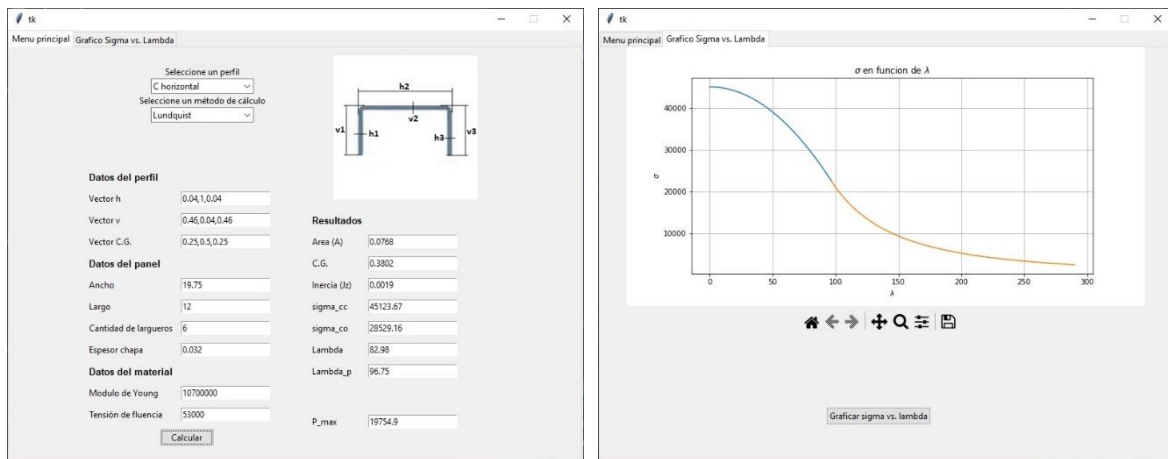 tk
Menu principal Grafico Sigma vs. Lambda
Seleccione un perfil
C horizontal
Seleccione un método de cálculo
Lundquist
h2
v1
h1
v2
h3
v3
Datos del perfil
Vector h 0.04,1,0.04
Vector v 0.46,0.04,0.46
Vector C.G. 0.25,0.5,0.25
Datos del panel
Ancho 19.75
Largo 12
Cantidad de largueros 6
Espesor chapa 0.032
Datos del material
Modulo de Young 10700000
Tensión de fluencia 53000
Calcular
Resultados
Area (A) 0.0768
C.G. 0.3802
Inercia (Jz) 0.0019
sigma_cc 45123.67
sigma_co 28529.16
Lambda 82.98
Lambda_p 96.75
P_max 19754.9
tk
Menu principal Grafico Sigma vs. Lambda
σ en funcion de λ
40000
30000
20000
10000
σ
0 50 100 150 200 250 300
λ
Graficar sigma vs. lambda